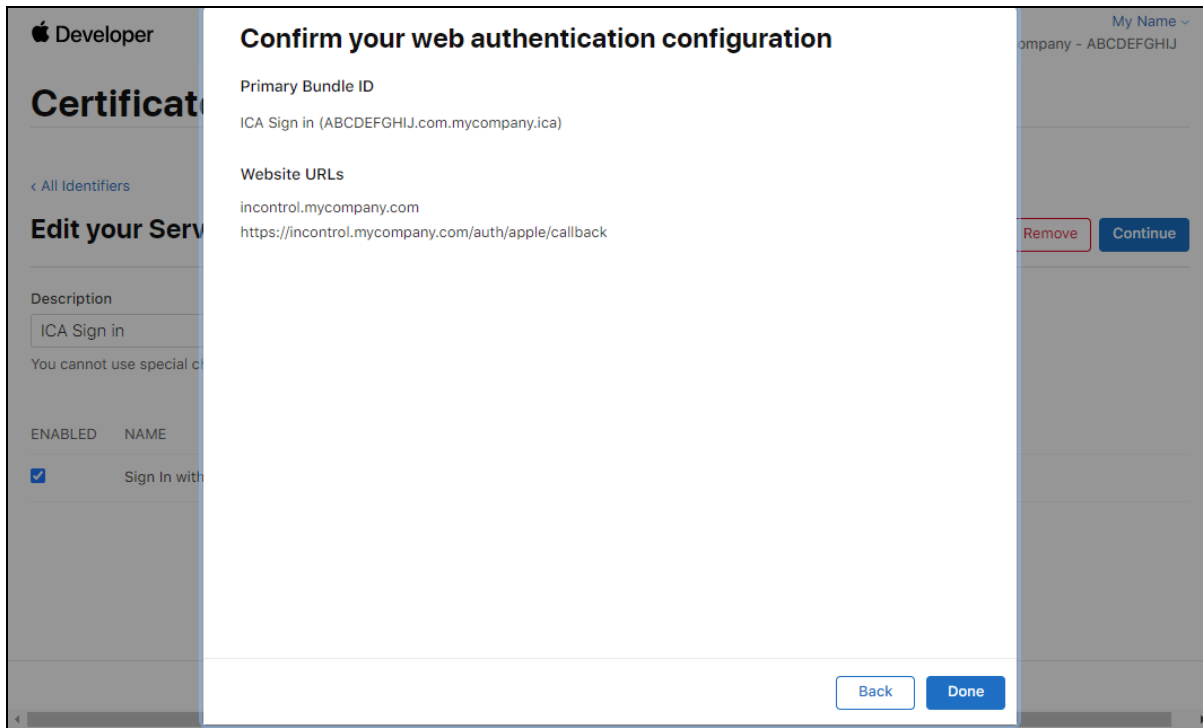 Developer
My Name
ompany - ABCDEFGHIJ
Certificat
< All Identifiers
Edit your Serv
Remove
Continue
Description
ICA Sign in
You cannot use special c
ENABLED NAME
Sign In with
Confirm your web authentication configuration
Primary Bundle ID
ICA Sign in (ABCDEFGHIJ.com.mycompany.ica)
Website URLs
incontrol.mycompany.com
https://incontrol.mycompany.com/auth/apple/callback
Back
Done